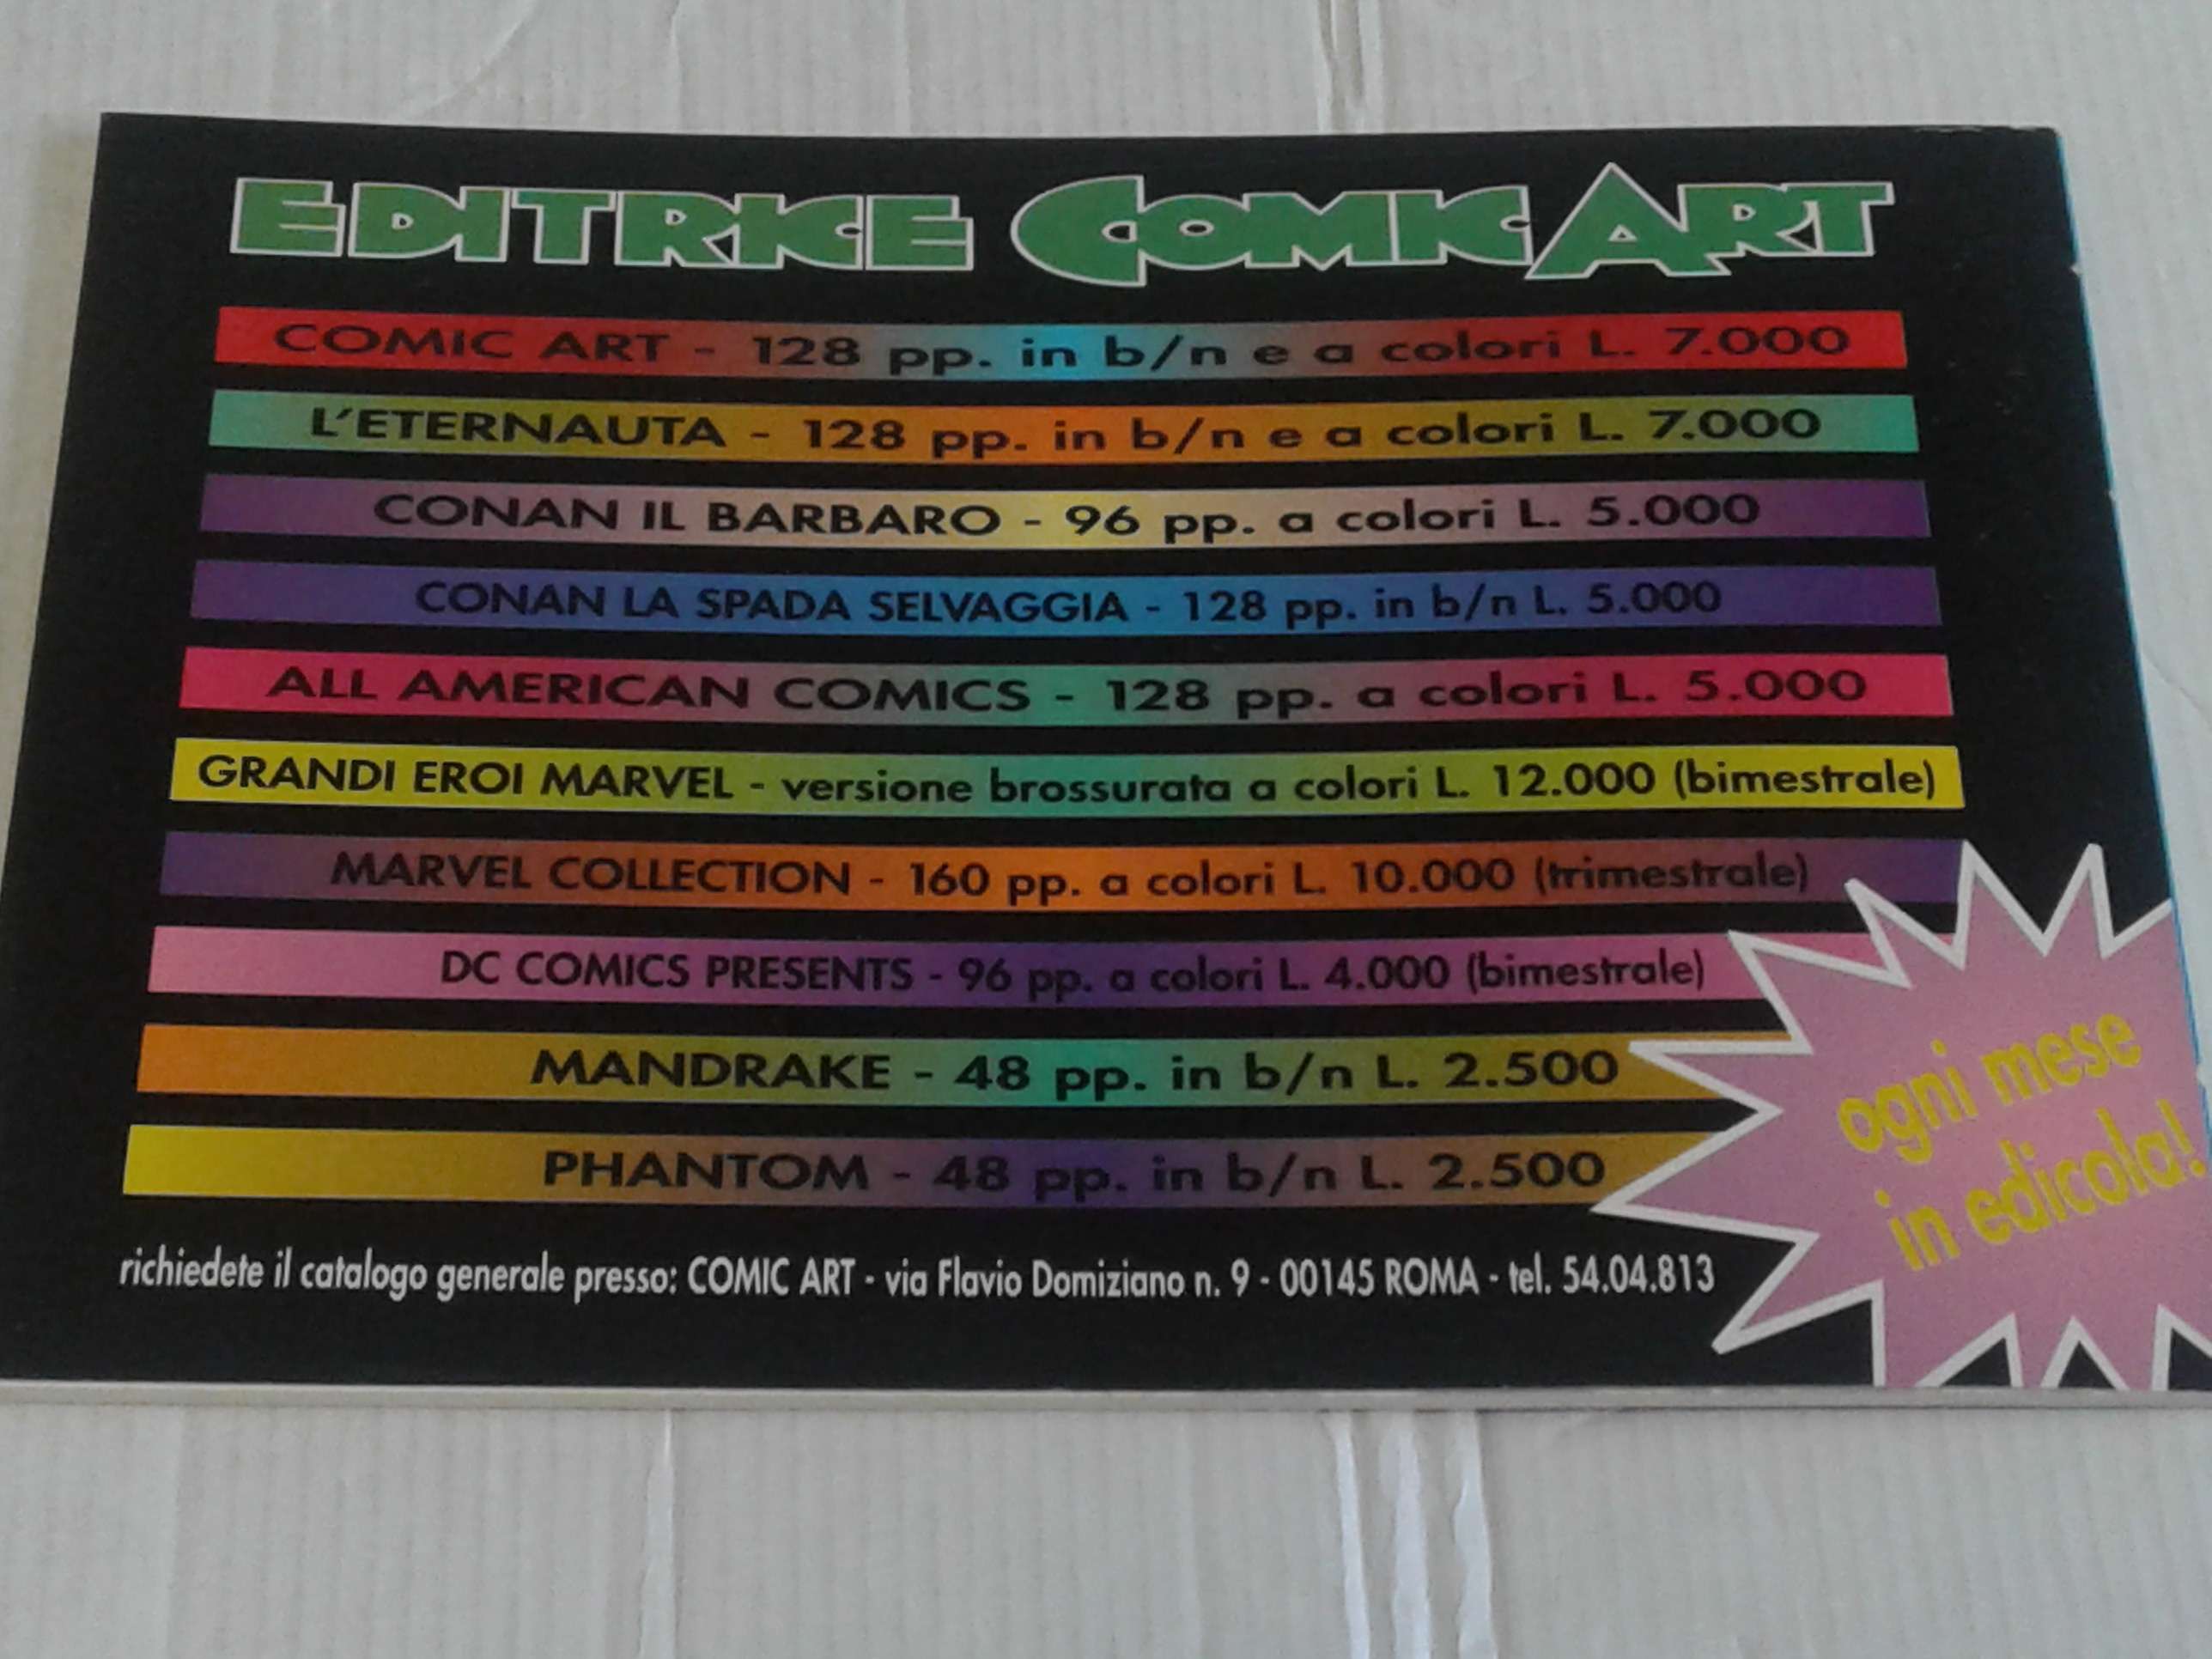 EDITRICE COMIC ART
COMIC ART - 128 pp. in b/n e a colori L. 7.000
L'ETERNAUTA - 128 pp. in b/n e a colori L. 7.000
CONAN IL BARBARO - 96 pp. a colori L. 5.000
CONAN LA SPADA SELVAGGIA - 128 pp. in b/n L. 5.000
ALL AMERICAN COMICS - 128 pp. a colori L. 5.000
GRANDI EROI MARVEL - versione brossurata a colori L. 12.000 (bimestrale)
MARVEL COLLECTION - 160 pp. a colori L. 10.000 (trimestrale)
DC COMICS PRESENTS - 96 pp. a colori L. 4.000 (bimestrale)
MANDRAKE - 48 pp. in b/n L. 2.500
PHANTOM - 48 pp. in b/n L. 2.500
ogni mese
in edicola!
richiedete il catalogo generale presso: COMIC ART - via Flavio Domiziano n. 9 - 00145 ROMA - tel. 54.04.813